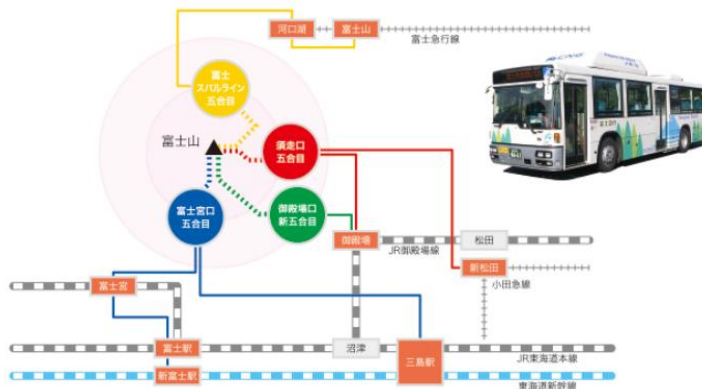 河口湖
富士山
富士急行線
富士
スバルライン
五合目
富士山
須走口
五合目
富士宮口
五合目
御殿場口
新五合目
御殿場
松田
JR御殿場線
新松田
小田急線
富士宮
富士駅
沼津
三島駅
JR東海道本線
新富士駅
東海道新幹線